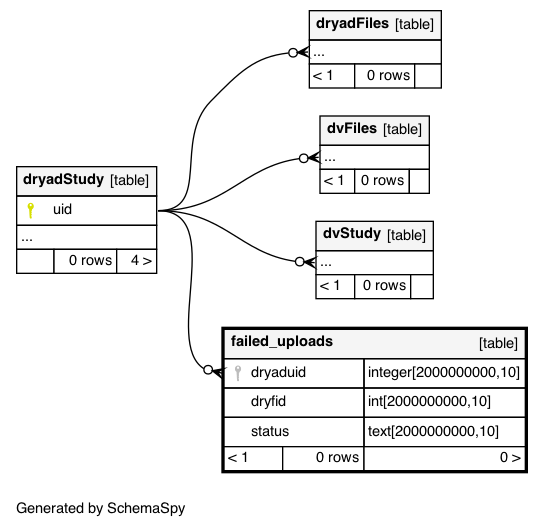 dryadFiles [table]
...
< 1 0 rows
dvFiles [table]
...
< 1 0 rows
dryadStudy [table]
uid
...
0 rows 4 >
dvStudy [table]
...
< 1 0 rows
failed_uploads [table]
dryaduid integer[2000000000,10]
dryfid int[2000000000,10]
status text[2000000000,10]
< 1 0 rows 0 >
Generated by SchemaSpy